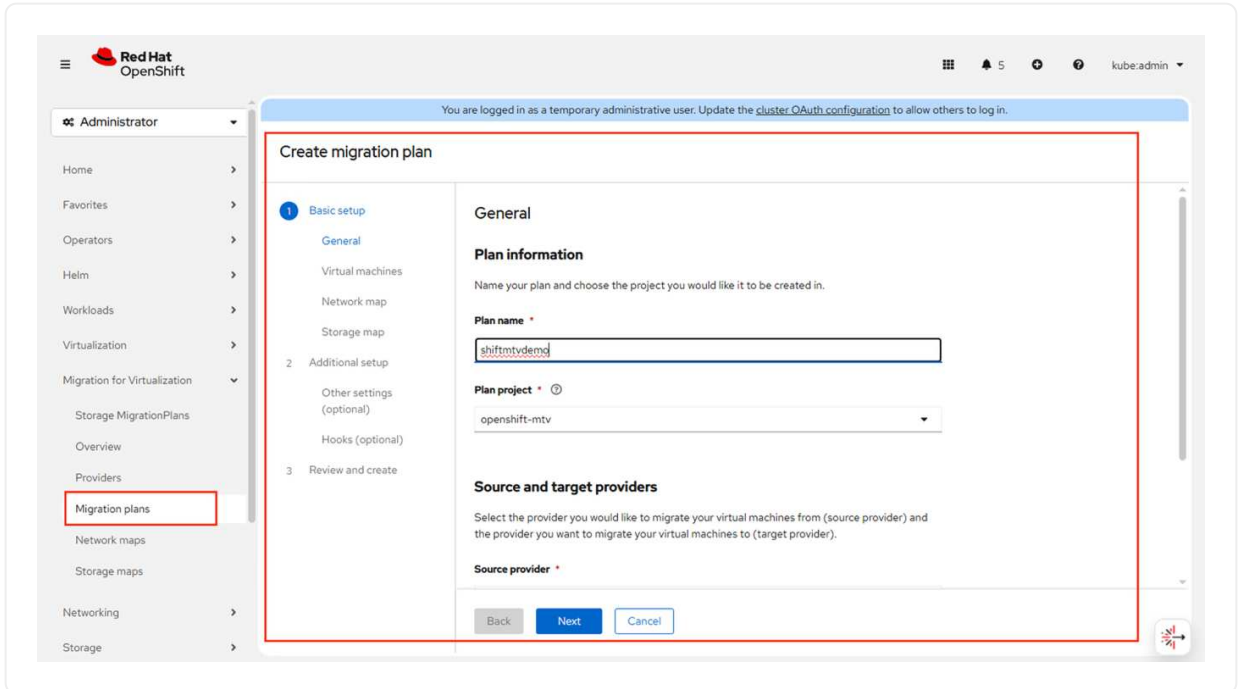 Red Hat
OpenShift
5
kube:admin
Administrator
You are logged in as a temporary administrative user. Update the cluster OAuth configuration to allow others to log in.
Home
Favorites
Operators
Helm
Workloads
Virtualization
Migration for Virtualization
Storage MigrationPlans
Overview
Providers
Migration plans
Network maps
Storage maps
Networking
Storage
Create migration plan
1 Basic setup
General
Virtual machines
Network map
Storage map
2 Additional setup
Other settings
(optional)
Hooks (optional)
3 Review and create
General
Plan information
Name your plan and choose the project you would like it to be created in.
Plan name *
shiftmtvdemo
Plan project *
openshift-mtv
Source and target providers
Select the provider you would like to migrate your virtual machines from (source provider) and
the provider you want to migrate your virtual machines to (target provider).
Source provider *
Back Next Cancel